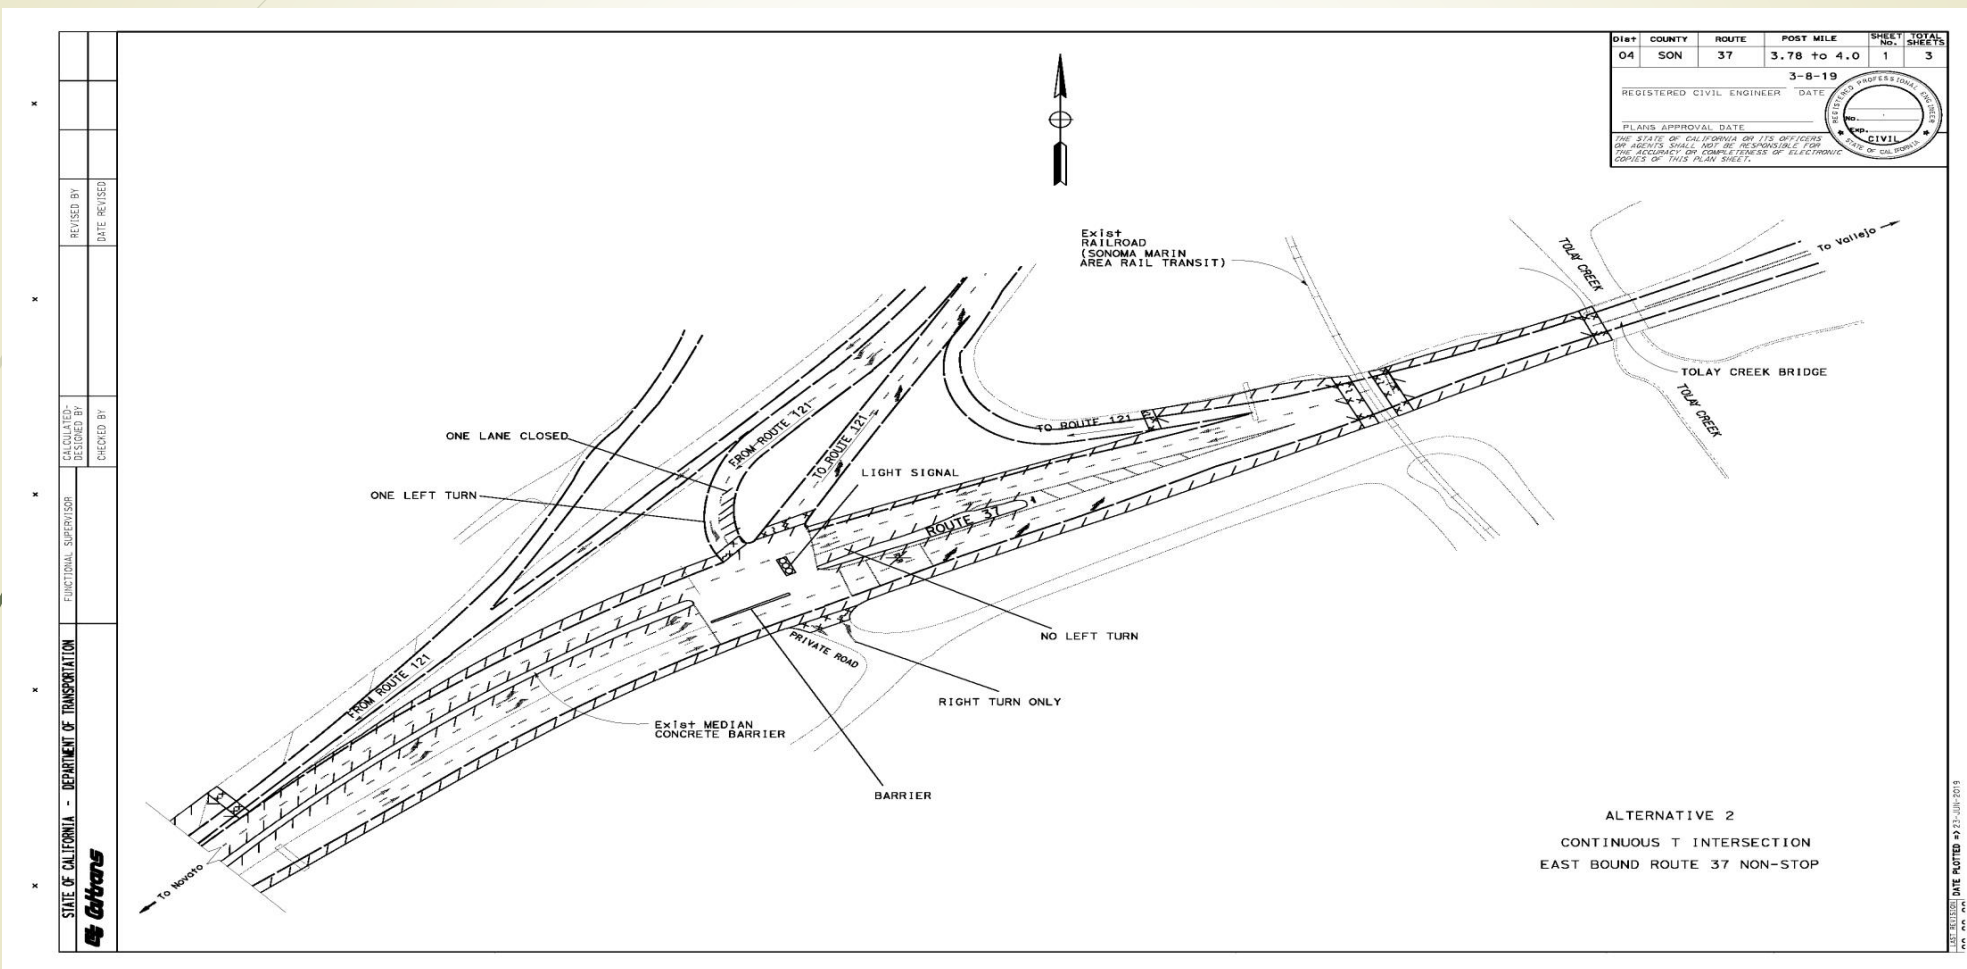 Dist COUNTY ROUTE POST MILE SHEET No. TOTAL SHEETS
04 SON 37 3.78 to 4.0 1 3
3-8-19
REGISTERED CIVIL ENGINEER DATE
PLANS APPROVAL DATE
THE STATE OF CALIFORNIA OR ITS OFFICERS
OR AGENTS SHALL NOT BE RESPONSIBLE FOR
THE ACCURACY OR COMPLETENESS OF ELECTRONIC
COPIES OF THIS PLAN SHEET.
REGISTERED PROFESSIONAL ENGINEER
No.
Exp.
CIVIL
STATE OF CALIFORNIA
REVISED BY
DATE REVISED
CALCULATED-
DESIGNED BY
CHECKED BY
FUNCTIONAL SUPERVISOR
STATE OF CALIFORNIA - DEPARTMENT OF TRANSPORTATION
Caltrans
Exist
RAILROAD
(SONOMA MARIN
AREA RAIL TRANSIT)
TOLAY CREEK
To Vallejo
TOLAY CREEK BRIDGE
TOLAY CREEK
TO ROUTE 121
ONE LANE CLOSED
FROM ROUTE 121
TO ROUTE 121
LIGHT SIGNAL
ONE LEFT TURN
ROUTE 37
NO LEFT TURN
PRIVATE ROAD
FROM ROUTE 121
RIGHT TURN ONLY
Exist MEDIAN
CONCRETE BARRIER
BARRIER
To Novato
ALTERNATIVE 2
CONTINUOUS T INTERSECTION
EAST BOUND ROUTE 37 NON-STOP
LAST REVISION
DATE PLOTTED => 23-JUN-2019